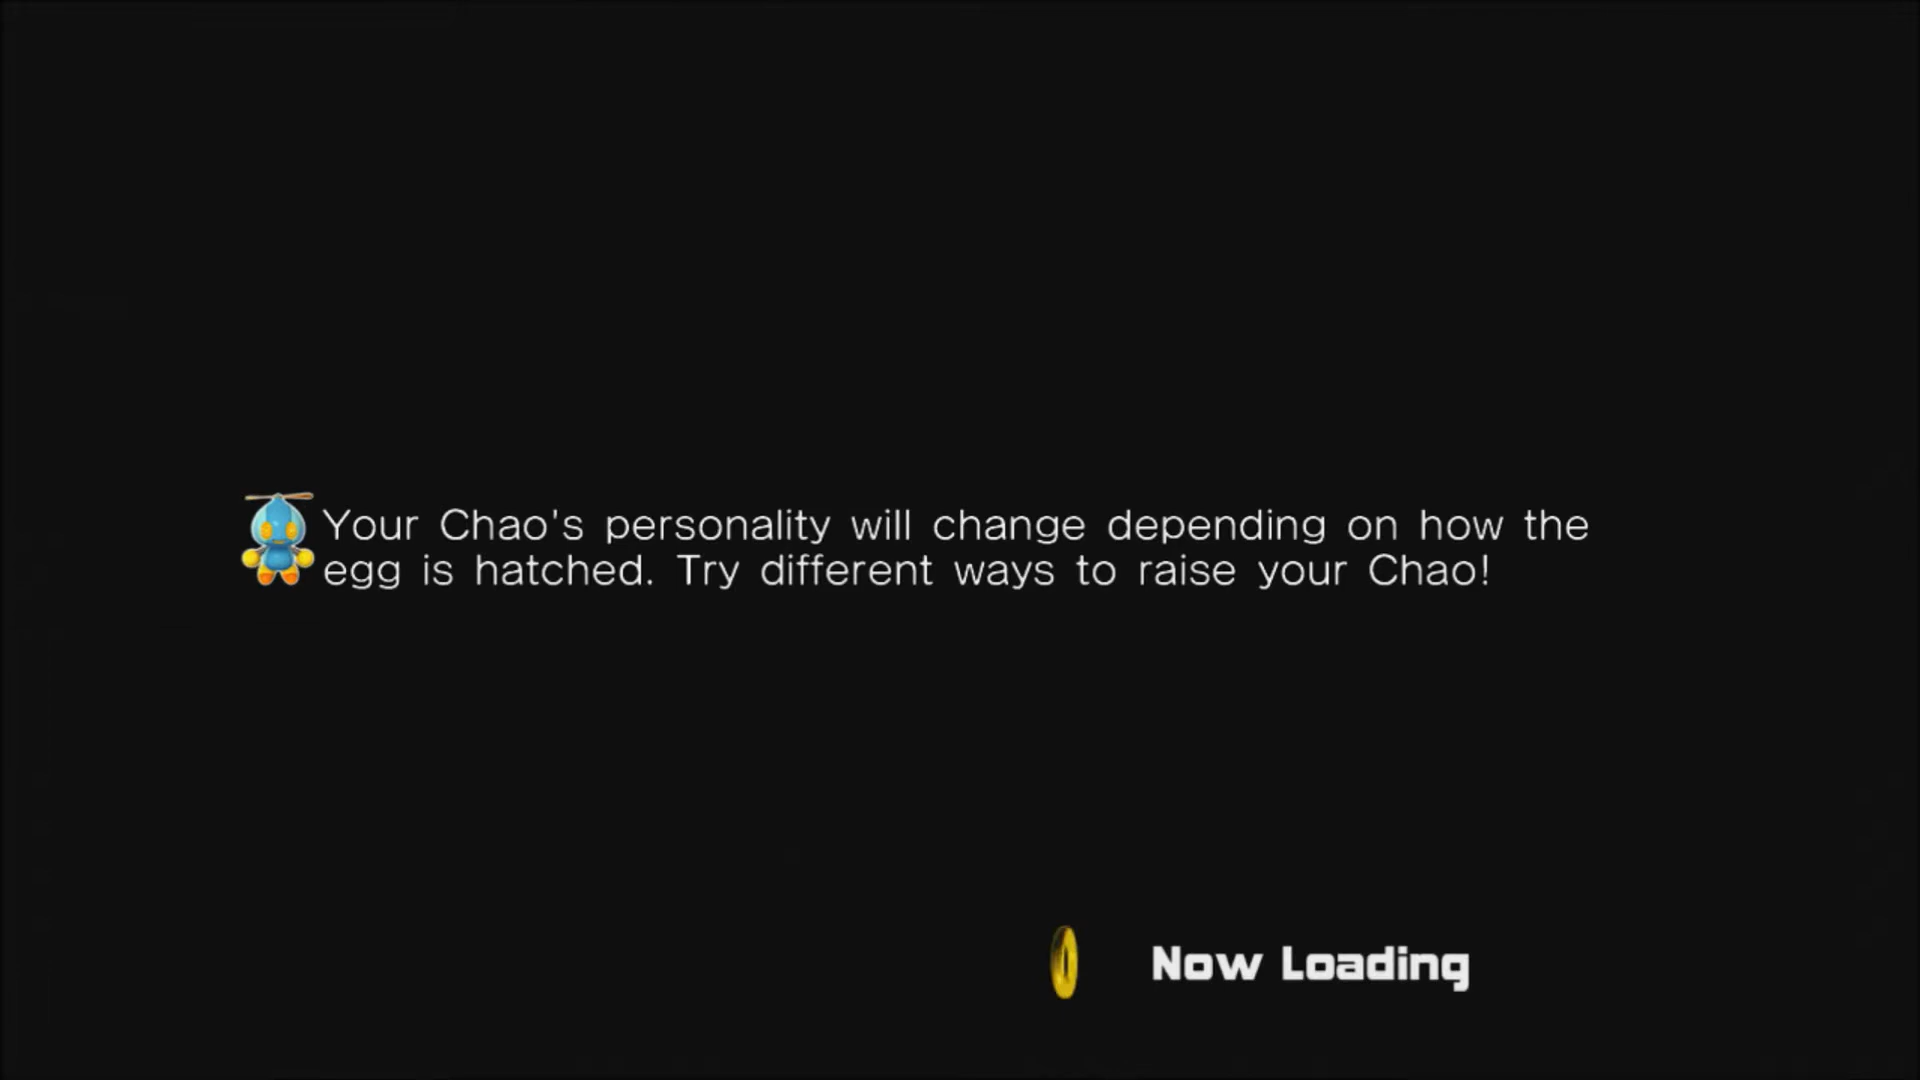 Your Chao's personality will change depending on how the
egg is hatched. Try different ways to raise your Chao!
Now Loading